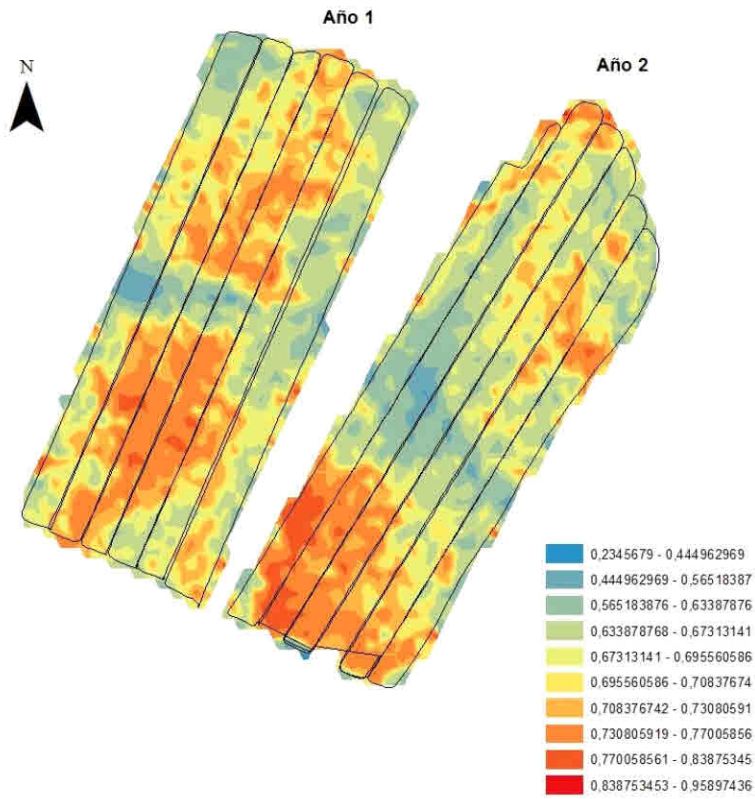 Año 1
Año 2
N
0,2345679 - 0,444962969
0,444962969 - 0,56518387
0,565183876 - 0,63387876
0,633878768 - 0,67313141
0,67313141 - 0,695560586
0,695560586 - 0,70837674
0,708376742 - 0,73080591
0,730805919 - 0,77005856
0,770058561 - 0,83875345
0,838753453 - 0,95897436